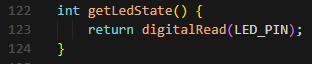 122 int getLedState() {
123     return digitalRead(LED_PIN);
124 }